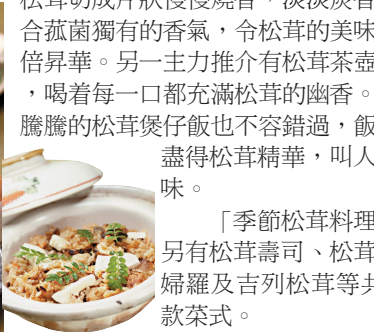 松茸切成片狀慢慢燒香，淡淡炭香
合菰菌獨有的香氣，令松茸的美味
倍昇華。另一主力推介有松茸茶壺
，喝着每一口都充滿松茸的幽香。
騰騰的松茸煲仔飯也不容錯過，飯
盡得松茸精華，叫人
味。
「季節松茸料理
另有松茸壽司、松茸
婦羅及吉列松茸等共
款菜式。